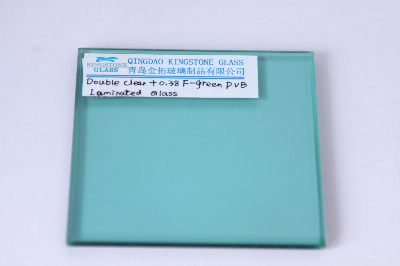 QINGDAO KINGSTONE GLASS
KINGSTONE
GLASS
青岛金拓玻璃制品有限公司
Double clear + 0.38 F-green PVB
Laminated Glass